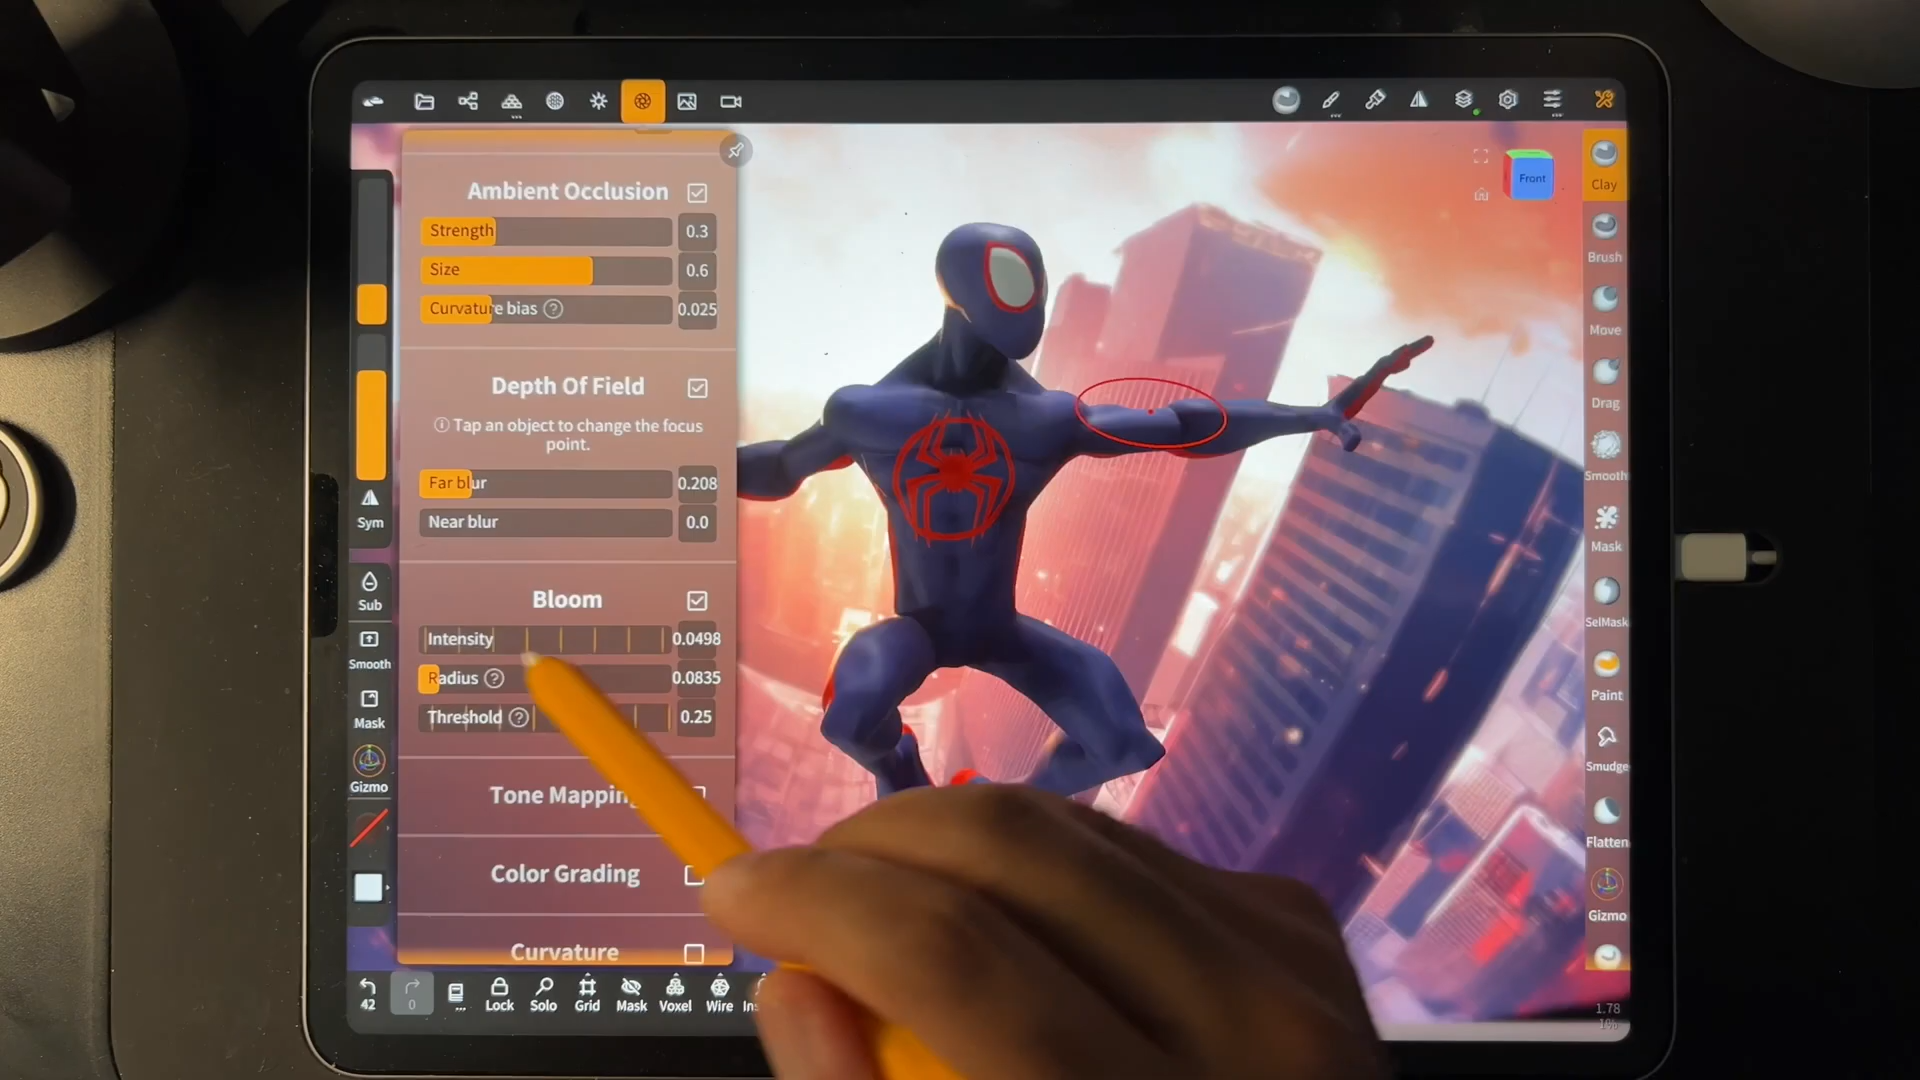 Ambient Occlusion
Strength 0.3
Size 0.6
Curvature bias ? 0.025
Depth Of Field
Tap an object to change the focus
point.
Far blur 0.208
Near blur 0.0
Bloom
Intensity 0.0498
Radius ? 0.0835
Threshold ? 0.25
Tone Mapping
Color Grading
Curvature
Sym
Sub
Smooth
Mask
Gizmo
42
0
Lock
Solo
Grid
Mask
Voxel
Wire
Front
Clay
Brush
Move
Drag
Smooth
Mask
SelMask
Paint
Smudge
Flatten
Gizmo
1.78
1%